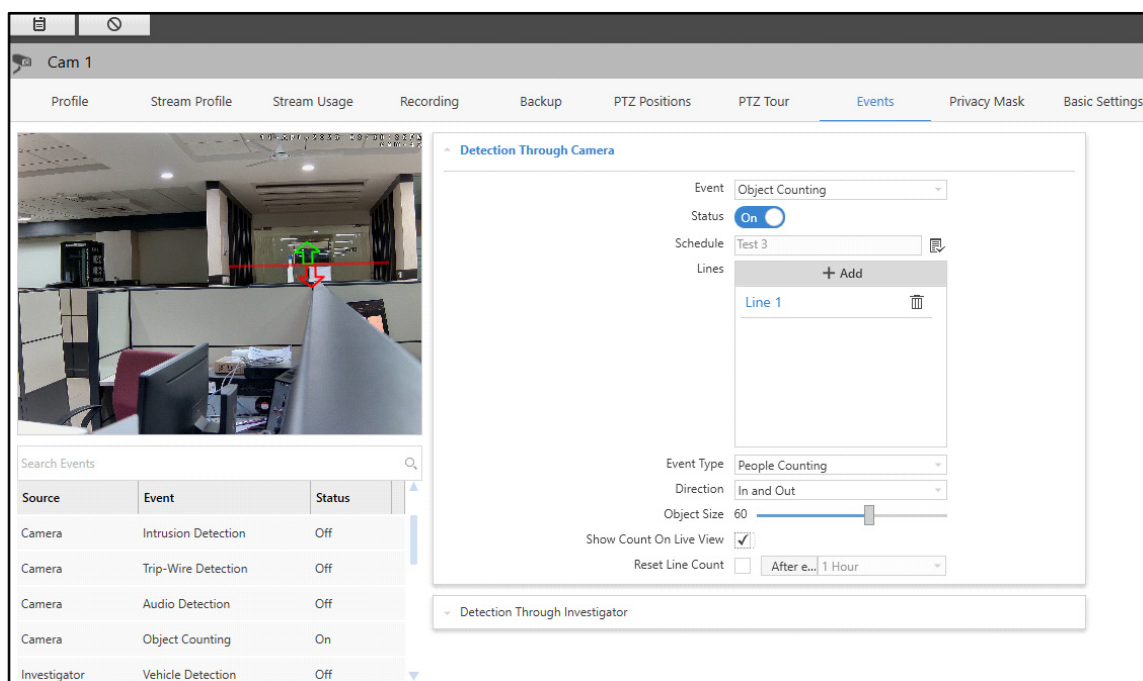 Cam 1
Profile Stream Profile Stream Usage Recording Backup PTZ Positions PTZ Tour Events Privacy Mask Basic Settings
Detection Through Camera
Event Object Counting
Status On
Schedule Test 3
Lines + Add
Line 1
Event Type People Counting
Direction In and Out
Object Size 60
Show Count On Live View
Reset Line Count After e... 1 Hour
Detection Through Investigator
Search Events
Source Event Status
Camera Intrusion Detection Off
Camera Trip-Wire Detection Off
Camera Audio Detection Off
Camera Object Counting On
Investigator Vehicle Detection Off